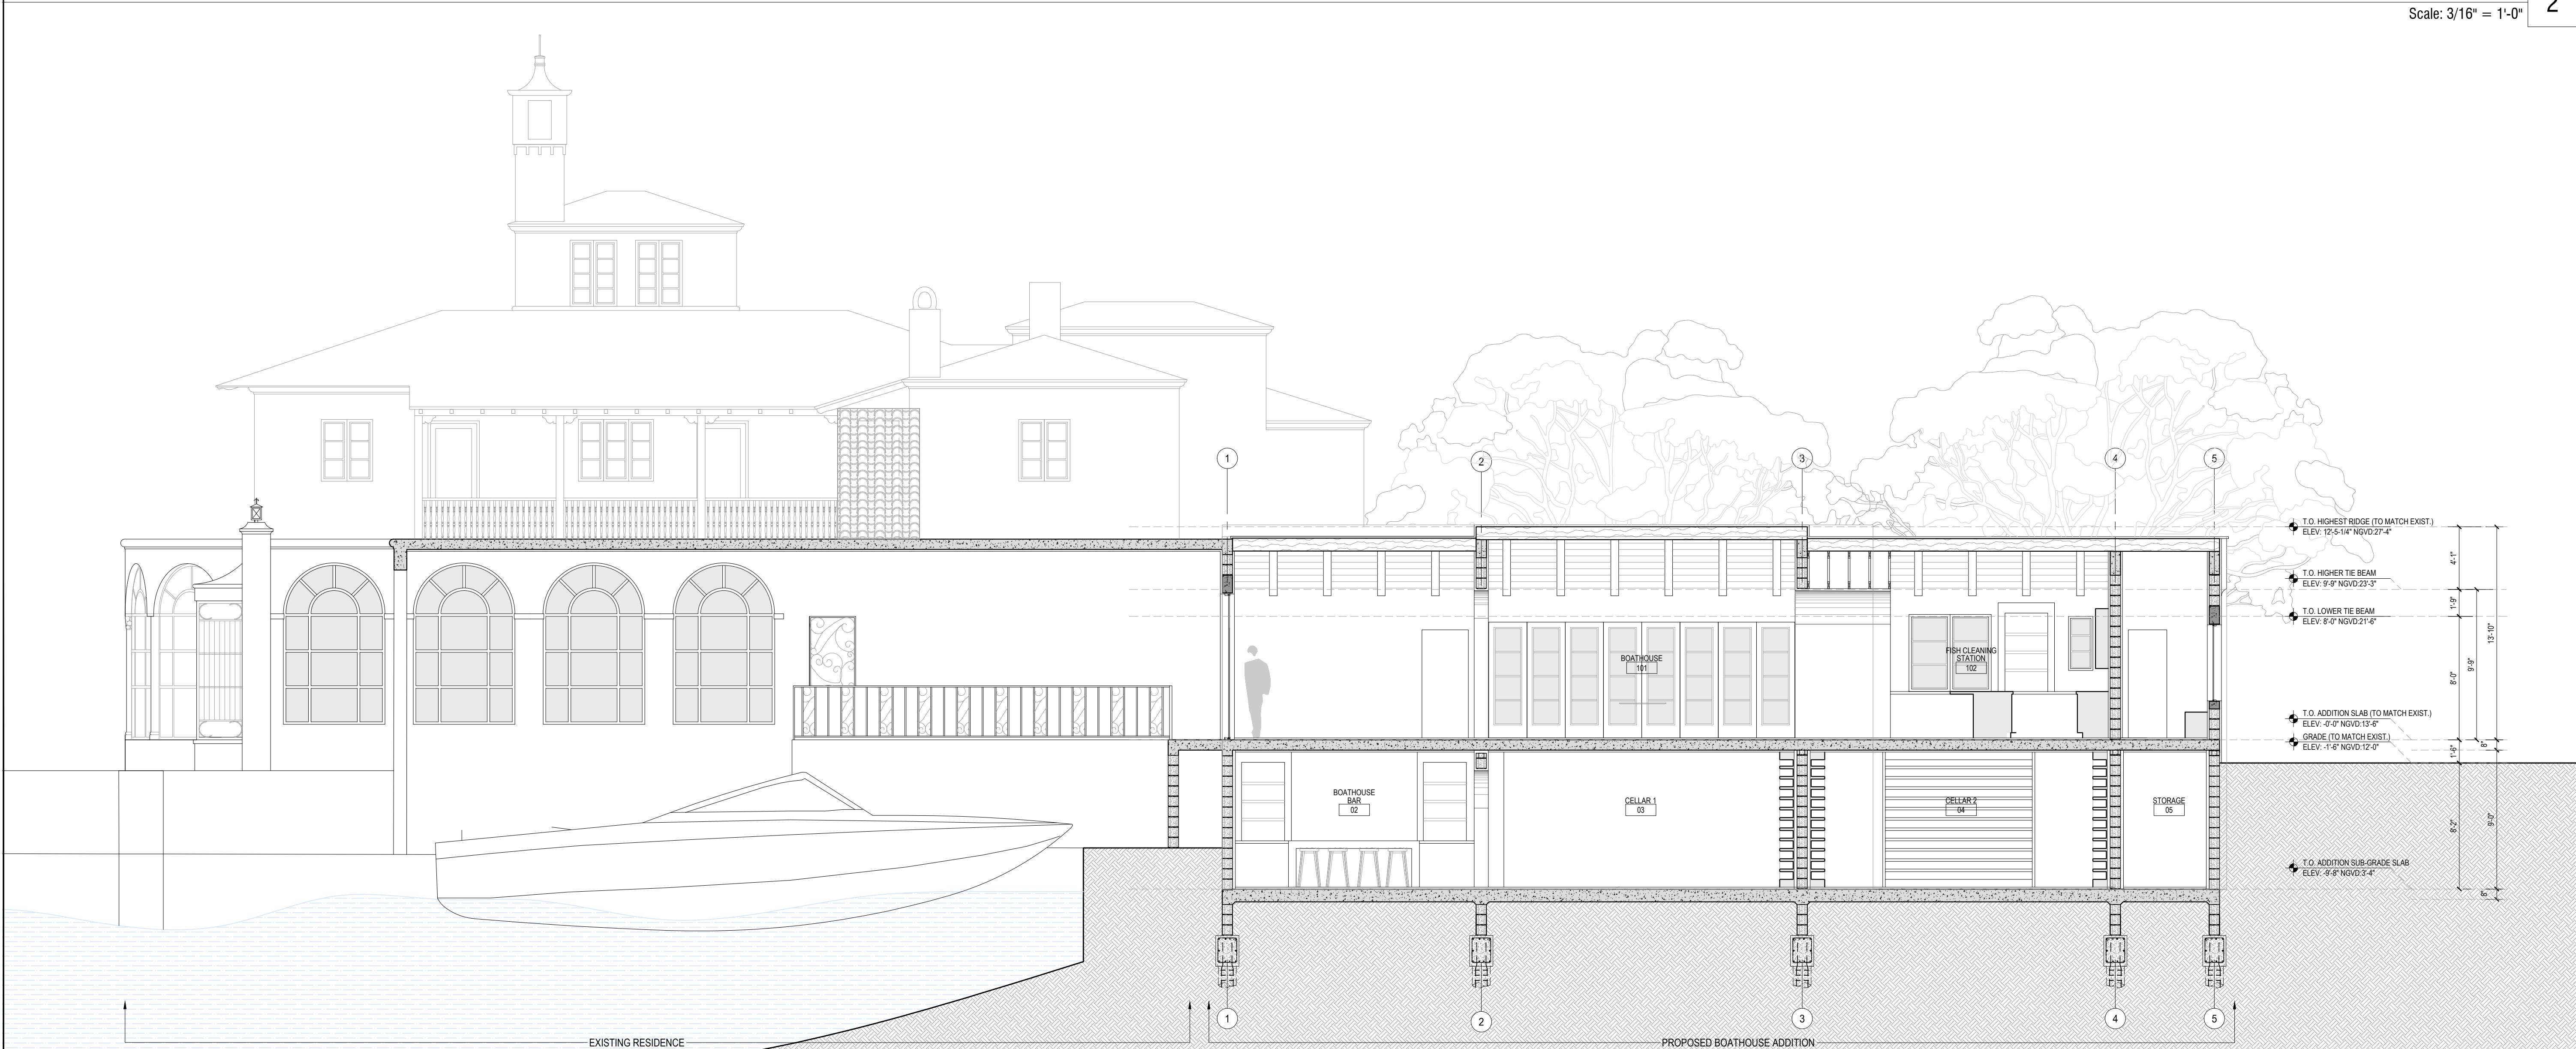 2
Scale: 3/16" = 1'-0"
1
2
3
4
5
T.O. HIGHEST RIDGE (TO MATCH EXIST.)
ELEV: 12'-5-1/4" NGVD:27'-4"
4'-1"
T.O. HIGHER TIE BEAM
ELEV: 9'-9" NGVD:23'-3"
1'-9"
T.O. LOWER TIE BEAM
ELEV: 8'-0" NGVD:21'-6"
13'-10"
9'-9"
8'-0"
BOATHOUSE
101
FISH CLEANING
STATION
102
T.O. ADDITION SLAB (TO MATCH EXIST.)
ELEV: -0'-0" NGVD:13'-6"
GRADE (TO MATCH EXIST.)
ELEV: -1'-6" NGVD:12'-0"
1'-6"
8"
BOATHOUSE
BAR
02
CELLAR 1
03
CELLAR 2
04
STORAGE
05
8'-2"
9'-0"
T.O. ADDITION SUB-GRADE SLAB
ELEV: -9'-8" NGVD:3'-4"
8"
1
2
3
4
5
EXISTING RESIDENCE
PROPOSED BOATHOUSE ADDITION